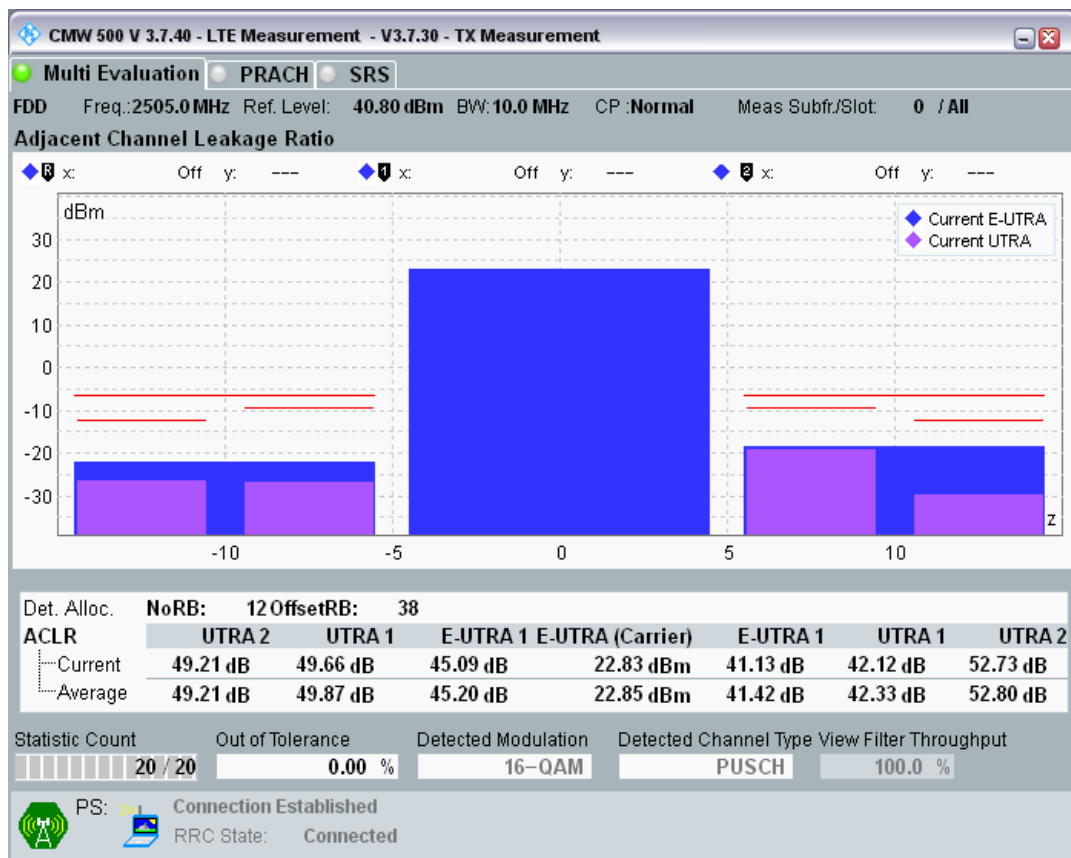 CMW 500 V 3.7.40 - LTE Measurement - V3.7.30 - TX Measurement
Multi Evaluation PRACH SRS
FDD Freq.:2505.0 MHz Ref. Level: 40.80 dBm BW: 10.0 MHz CP :Normal Meas Subfr./Slot: 0 / All
Adjacent Channel Leakage Ratio
R x: Off y: --- 1 x: Off y: --- 2 x: Off y: ---
dBm
Current E-UTRA
Current UTRA
30
20
10
0
-10
-20
-30
z
-10 -5 0 5 10
Det. Alloc. NoRB: 12 OffsetRB: 38
ACLR UTRA 2 UTRA 1 E-UTRA 1 E-UTRA (Carrier) E-UTRA 1 UTRA 1 UTRA 2
Current 49.21 dB 49.66 dB 45.09 dB 22.83 dBm 41.13 dB 42.12 dB 52.73 dB
Average 49.21 dB 49.87 dB 45.20 dB 22.85 dBm 41.42 dB 42.33 dB 52.80 dB
Statistic Count Out of Tolerance Detected Modulation Detected Channel Type View Filter Throughput
20 / 20 0.00 % 16-QAM PUSCH 100.0 %
PS: Connection Established
RRC State: Connected